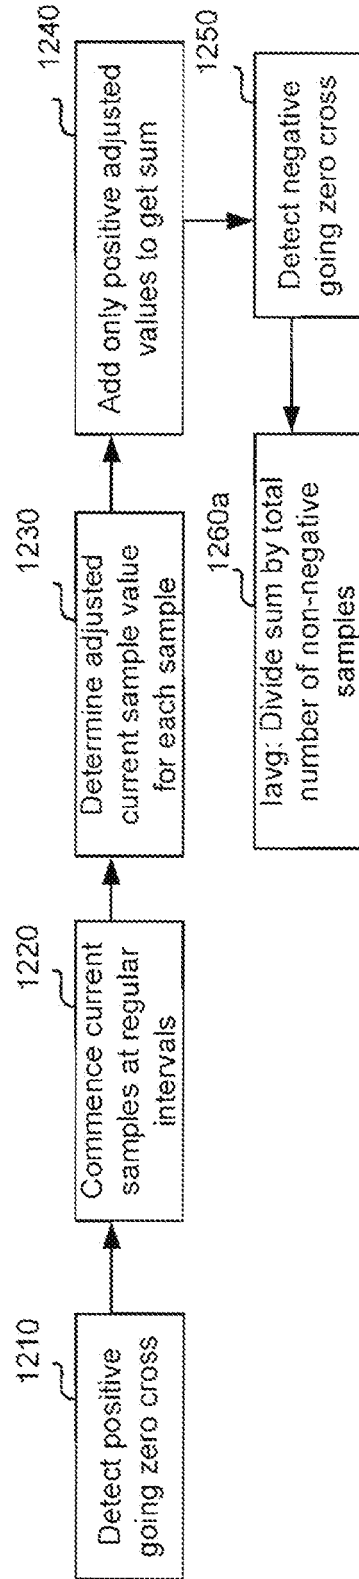 1210
Detect positive
going zero cross
1220
Commence current
samples at regular
intervals
1230
Determine adjusted
current sample value
for each sample
1240
Add only positive adjusted
values to get sum
1250
Detect negative
going zero cross
1260a
Iavg: Divide sum by total
number of non-negative
samples